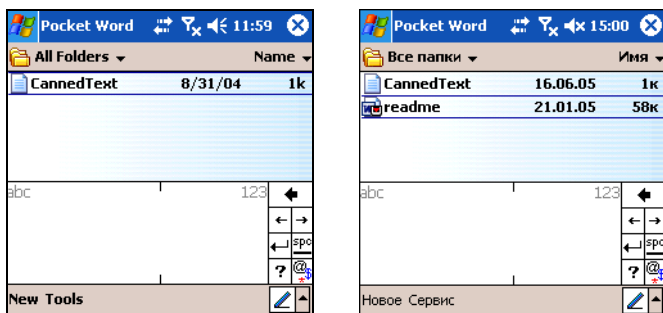 Pocket Word 11:59
All Folders Name
CannedText 8/31/04 1k
abc 123
spc
? @$*
New Tools
Pocket Word 15:00
Все папки Имя
CannedText 16.06.05 1к
readme 21.01.05 58к
abc 123
spc
? @$*
Новое Сервис